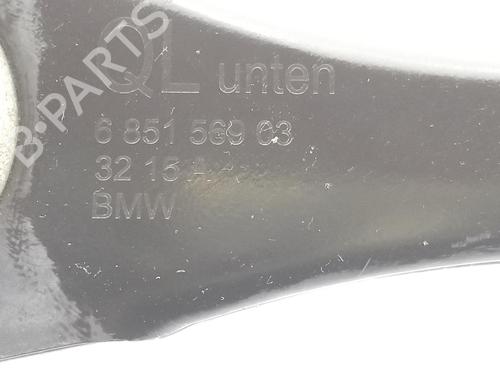 B-PARTS
QL unten
6 851 569 03
32 15 A
BMW